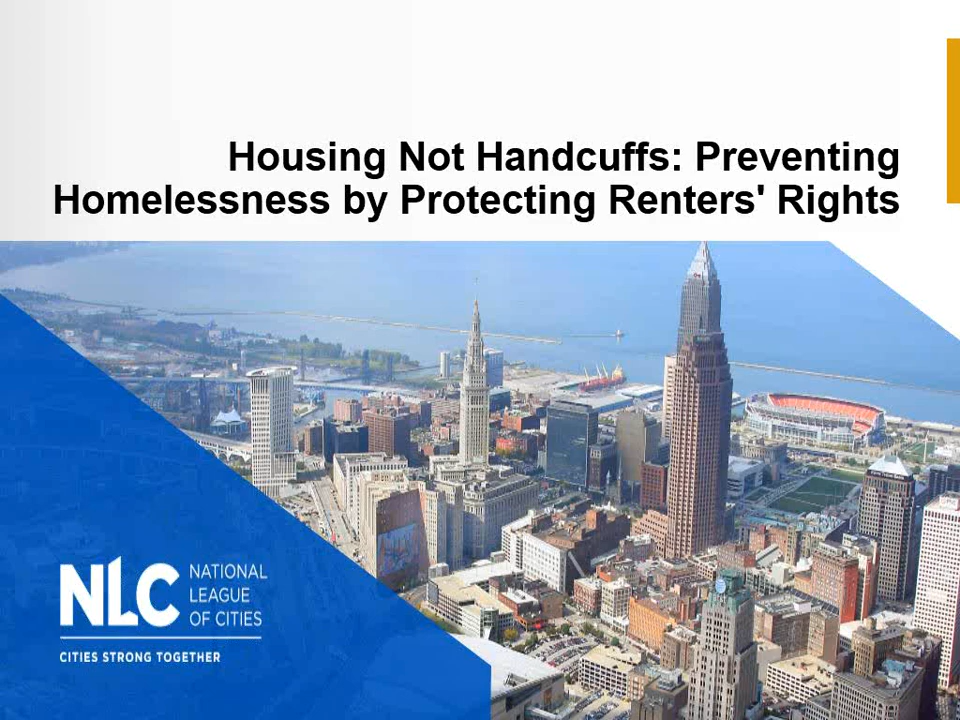 Housing Not Handcuffs: Preventing
Homelessness by Protecting Renters' Rights
NLC
NATIONAL
LEAGUE
OF CITIES
CITIES STRONG TOGETHER